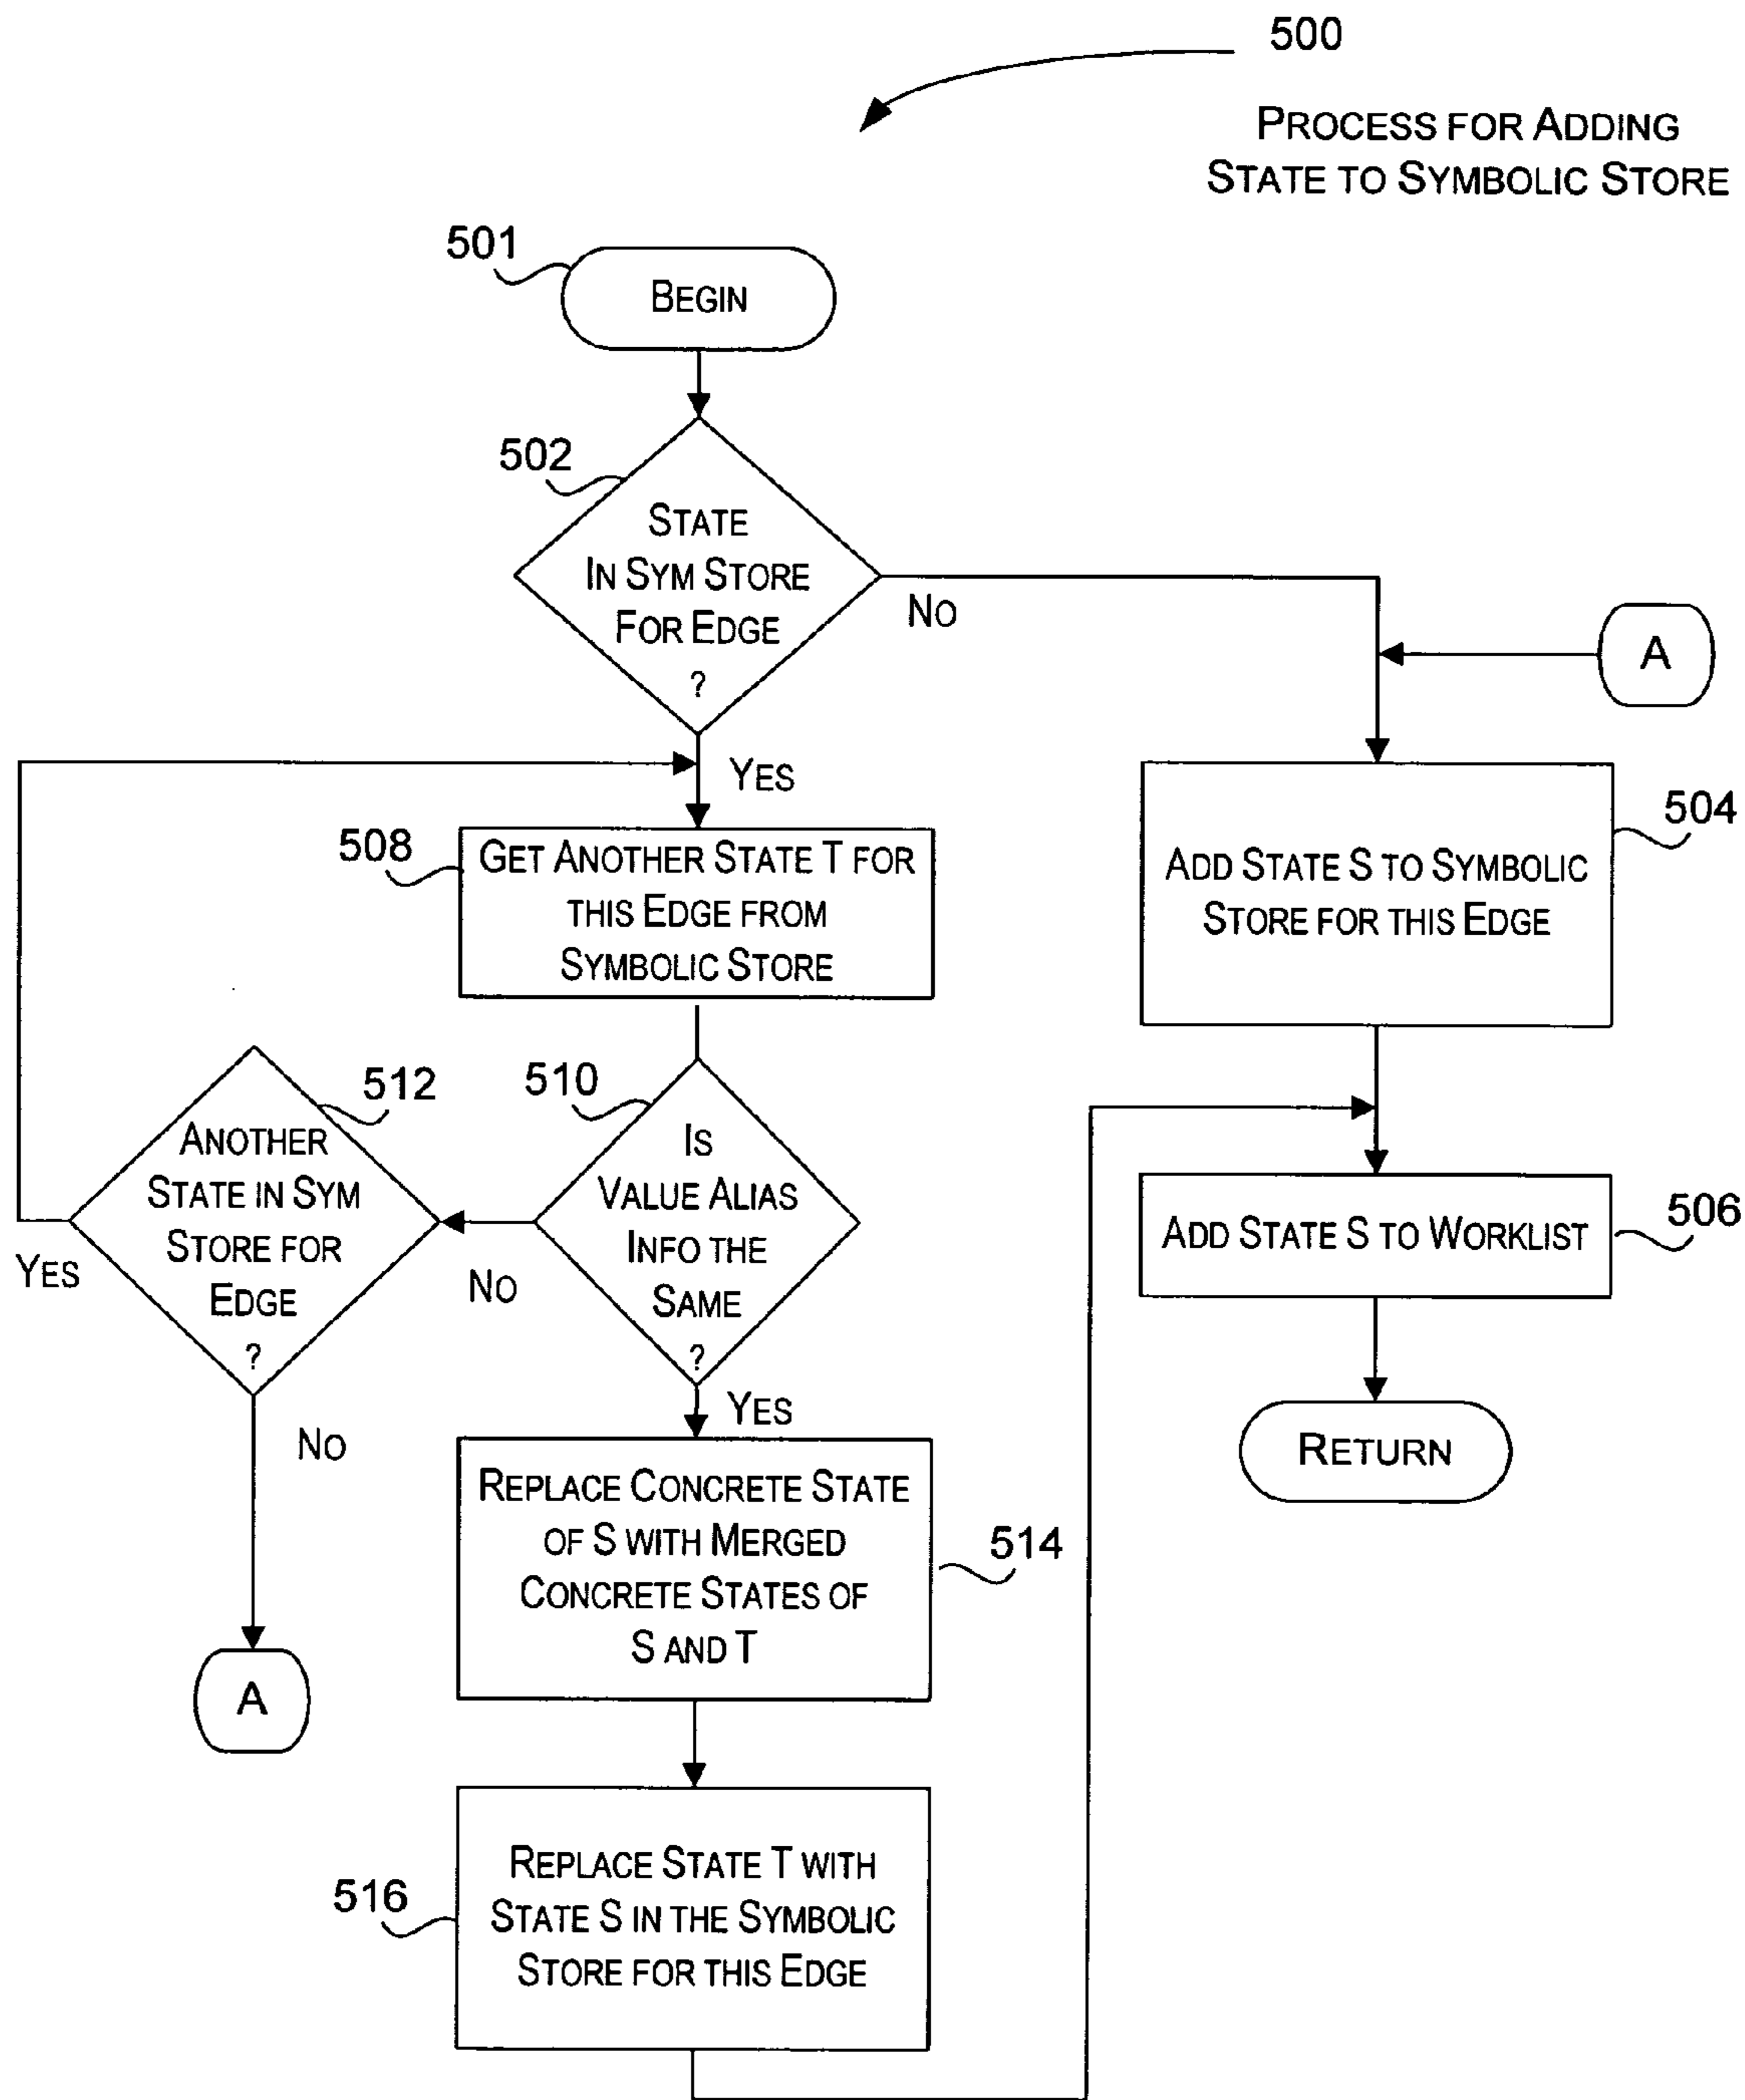 500
PROCESS FOR ADDING
STATE TO SYMBOLIC STORE
501
BEGIN
502
STATE
IN SYM STORE
FOR EDGE
?
NO
A
YES
508
GET ANOTHER STATE T FOR
THIS EDGE FROM
SYMBOLIC STORE
504
ADD STATE S TO SYMBOLIC
STORE FOR THIS EDGE
512
ANOTHER
STATE IN SYM
STORE FOR
EDGE
?
YES
NO
510
IS
VALUE ALIAS
INFO THE
SAME
?
NO
YES
506
ADD STATE S TO WORKLIST
RETURN
A
REPLACE CONCRETE STATE
OF S WITH MERGED
CONCRETE STATES OF
S AND T
514
516
REPLACE STATE T WITH
STATE S IN THE SYMBOLIC
STORE FOR THIS EDGE